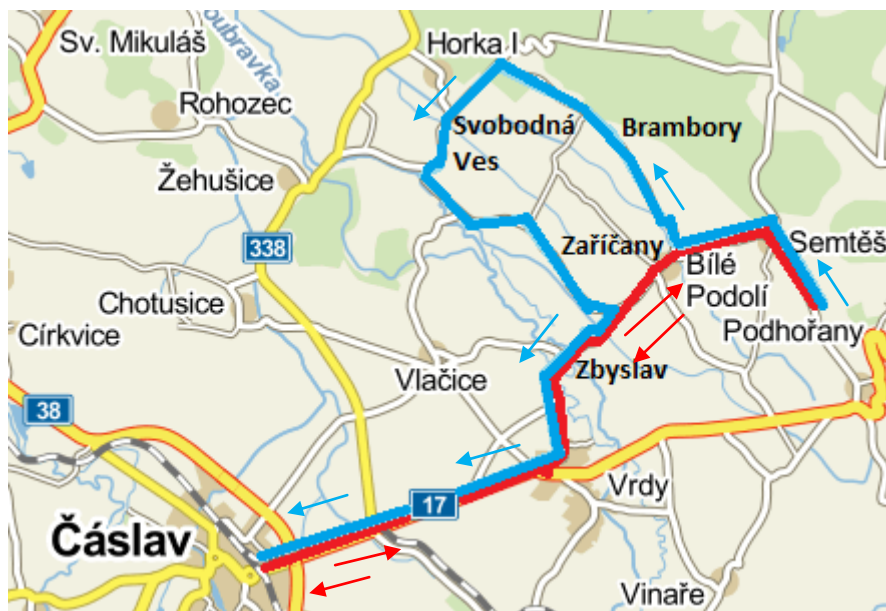 Sv. Mikuláš
oubravka
Horka I
Rohozec
Svobodná
Ves
Brambory
Žehušice
338
Zaříčany
Semtěš
Bílé
Podolí
Chotusice
Podhořany
Církvice
Zbyslav
Vlačice
38
17
Vrdy
Čáslav
Vinaře